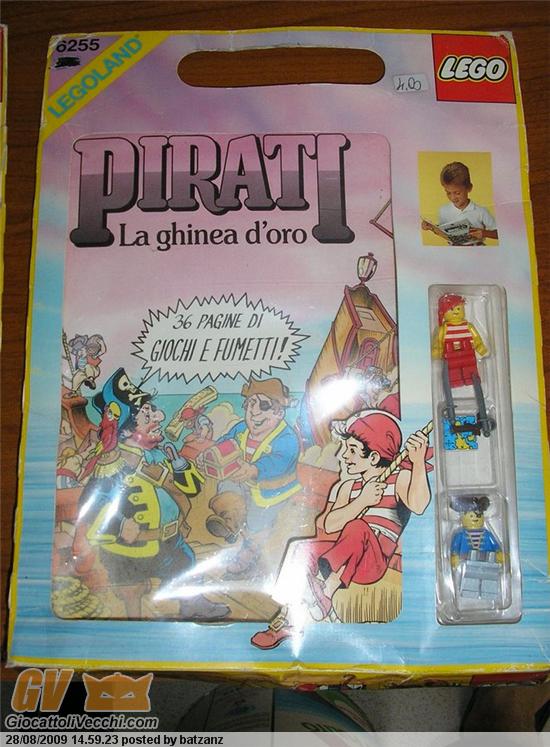 6255
LEGOLAND
4,00
LEGO
PIRATI
La ghinea d'oro
36 PAGINE DI
GIOCHI E FUMETTI!
GV
GiocattoliVecchi.com
28/08/2009 14.59.23 posted by batzanz